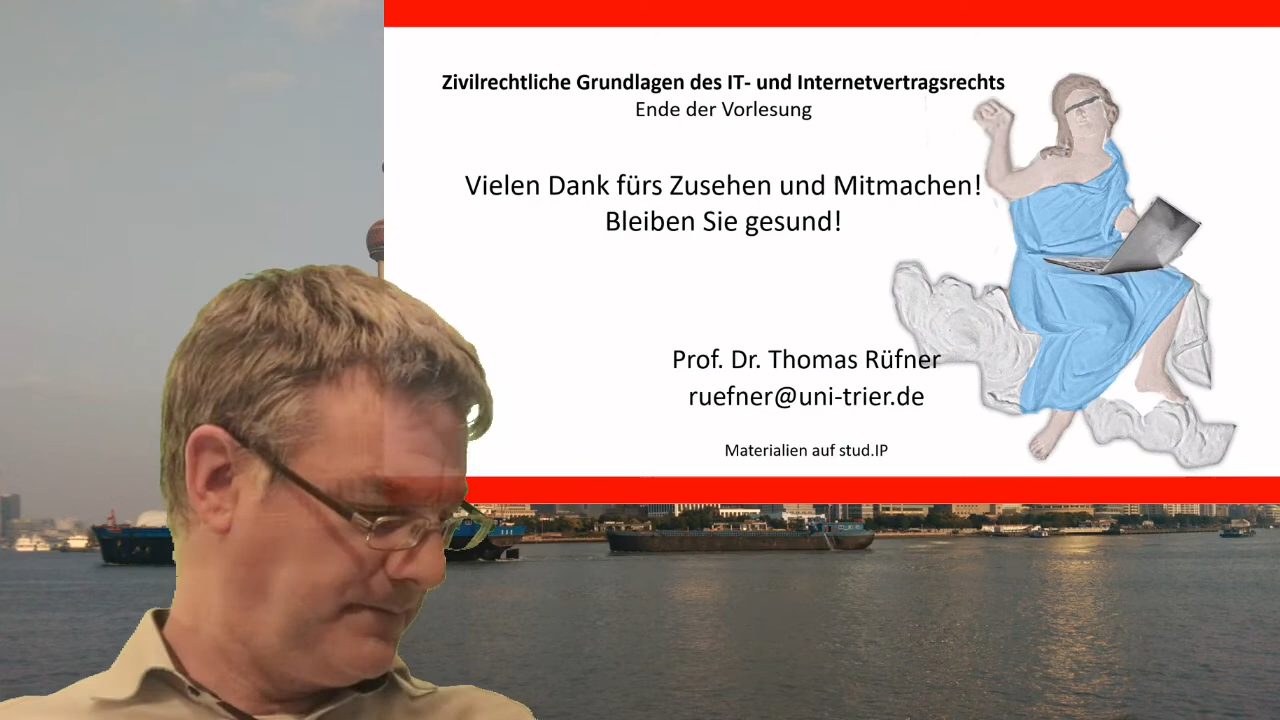 Zivilrechtliche Grundlagen des IT- und Internetvertragsrechts
Ende der Vorlesung
Vielen Dank fürs Zusehen und Mitmachen!
Bleiben Sie gesund!
Prof. Dr. Thomas Rüfner
ruefner@uni-trier.de
Materialien auf stud.IP